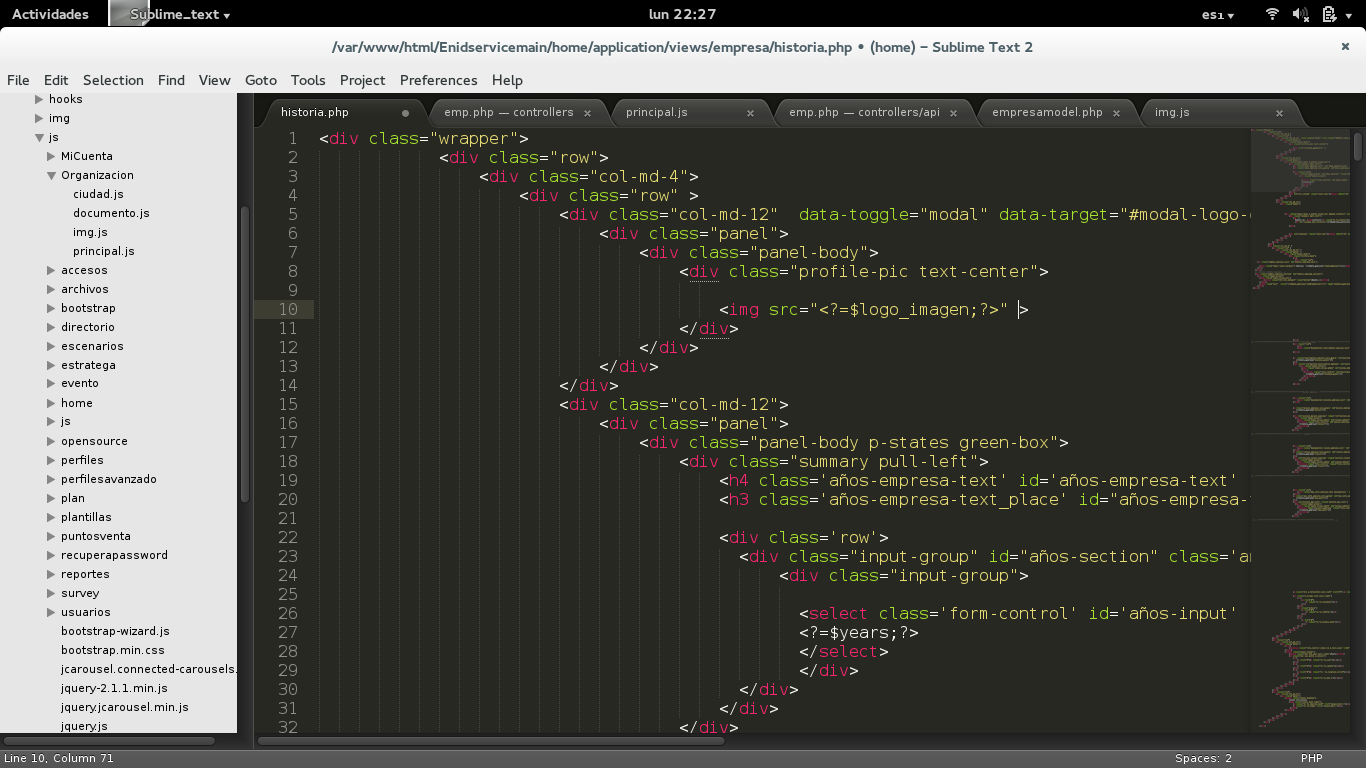 Actividades Sublime_text lun 22:27 es1
/var/www/html/Enidservicemain/home/application/views/empresa/historia.php • (home) – Sublime Text 2 ×
File Edit Selection Find View Goto Tools Project Preferences Help
hooks
img
js
MiCuenta
Organizacion
ciudad.js
documento.js
img.js
principal.js
accesos
archivos
bootstrap
directorio
escenarios
estratega
evento
home
js
opensource
perfiles
perfilesavanzado
plan
plantillas
puntosventa
recuperapassword
reportes
survey
usuarios
bootstrap-wizard.js
bootstrap.min.css
jcarousel.connected-carousels.
jquery-2.1.1.min.js
jquery.jcarousel.min.js
jquery.js
historia.php emp.php — controllers × principal.js × emp.php — controllers/api × empresamodel.php × img.js ×
1 <div class="wrapper">
2 <div class="row">
3 <div class="col-md-4">
4 <div class="row" >
5 <div class="col-md-12"  data-toggle="modal" data-target="#modal-logo-
6 <div class="panel">
7 <div class="panel-body">
8 <div class="profile-pic text-center">
9
10 <img src="<?=$logo_imagen;?>" >
11 </div>
12 </div>
13 </div>
14 </div>
15 <div class="col-md-12">
16 <div class="panel">
17 <div class="panel-body p-states green-box">
18 <div class="summary pull-left">
19 <h4 class='años-empresa-text' id='años-empresa-text'
20 <h3 class='años-empresa-text_place' id="años-empresa-
21
22 <div class='row'>
23 <div class="input-group" id="años-section" class='a
24 <div class="input-group">
25
26 <select class='form-control' id='años-input'
27 <?=$years;?>
28 </select>
29 </div>
30 </div>
31 </div>
32 </div>
Line 10, Column 71 Spaces: 2 PHP